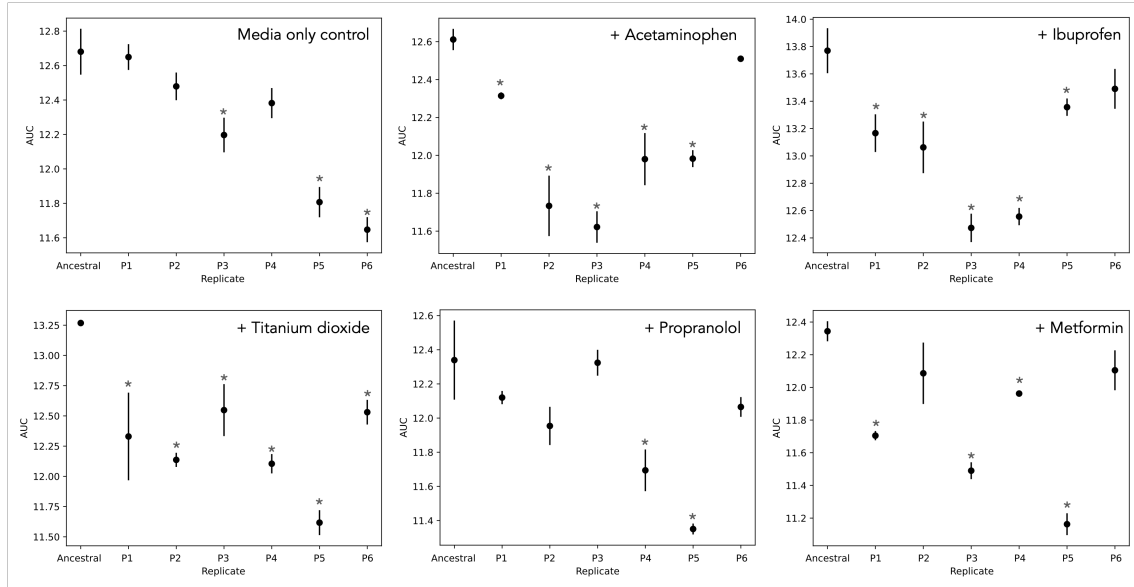 Media only control
12.8
12.6
12.4
12.2
12.0
11.8
11.6
AUC
*
*
*
Ancestral P1 P2 P3 P4 P5 P6
Replicate
+ Acetaminophen
12.6
12.4
12.2
12.0
11.8
11.6
AUC
*
*
*
*
*
Ancestral P1 P2 P3 P4 P5 P6
Replicate
+ Ibuprofen
14.0
13.8
13.6
13.4
13.2
13.0
12.8
12.6
12.4
AUC
*
*
*
*
*
Ancestral P1 P2 P3 P4 P5 P6
Replicate
+ Titanium dioxide
13.25
13.00
12.75
12.50
12.25
12.00
11.75
11.50
AUC
*
*
*
*
*
*
Ancestral P1 P2 P3 P4 P5 P6
Replicate
+ Propranolol
12.6
12.4
12.2
12.0
11.8
11.6
11.4
AUC
*
*
Ancestral P1 P2 P3 P4 P5 P6
Replicate
+ Metformin
12.4
12.2
12.0
11.8
11.6
11.4
11.2
AUC
*
*
*
*
Ancestral P1 P2 P3 P4 P5 P6
Replicate